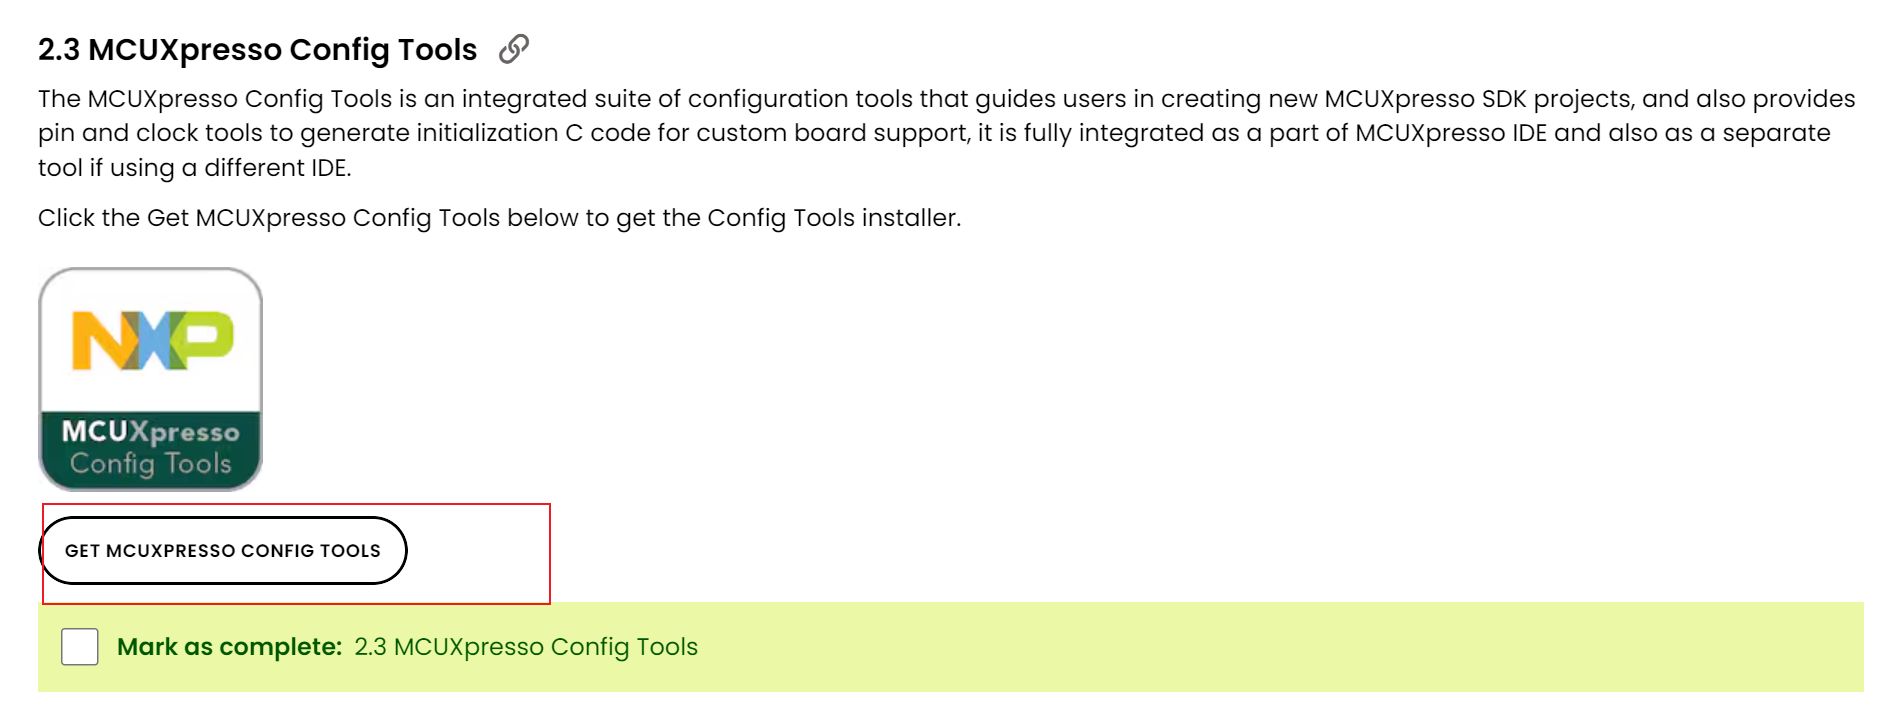 2.3 MCUXpresso Config Tools
The MCUXpresso Config Tools is an integrated suite of configuration tools that guides users in creating new MCUXpresso SDK projects, and also provides
pin and clock tools to generate initialization C code for custom board support, it is fully integrated as a part of MCUXpresso IDE and also as a separate
tool if using a different IDE.
Click the Get MCUXpresso Config Tools below to get the Config Tools installer.
NXP
MCUXpresso
Config Tools
GET MCUXPRESSO CONFIG TOOLS
Mark as complete: 2.3 MCUXpresso Config Tools